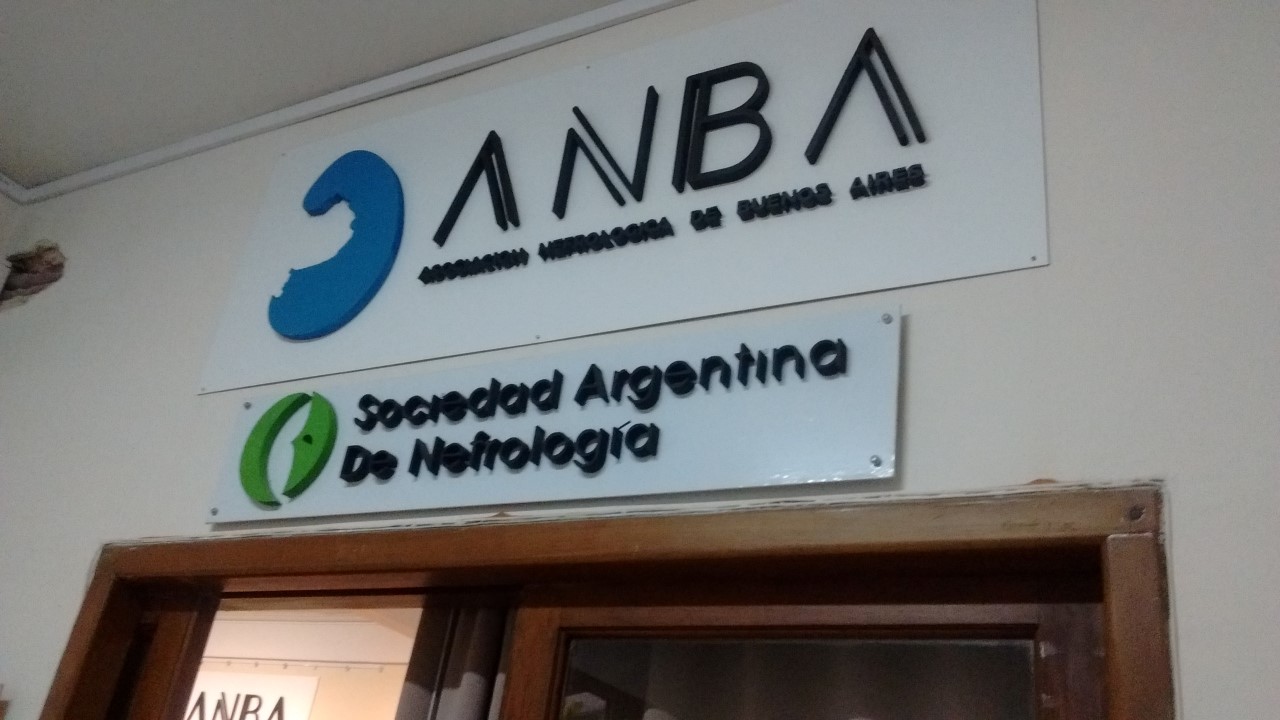 ANBA
ASOCIACION NEFROLOGICA DE BUENOS AIRES
Sociedad Argentina
De Nefrología
ANBA